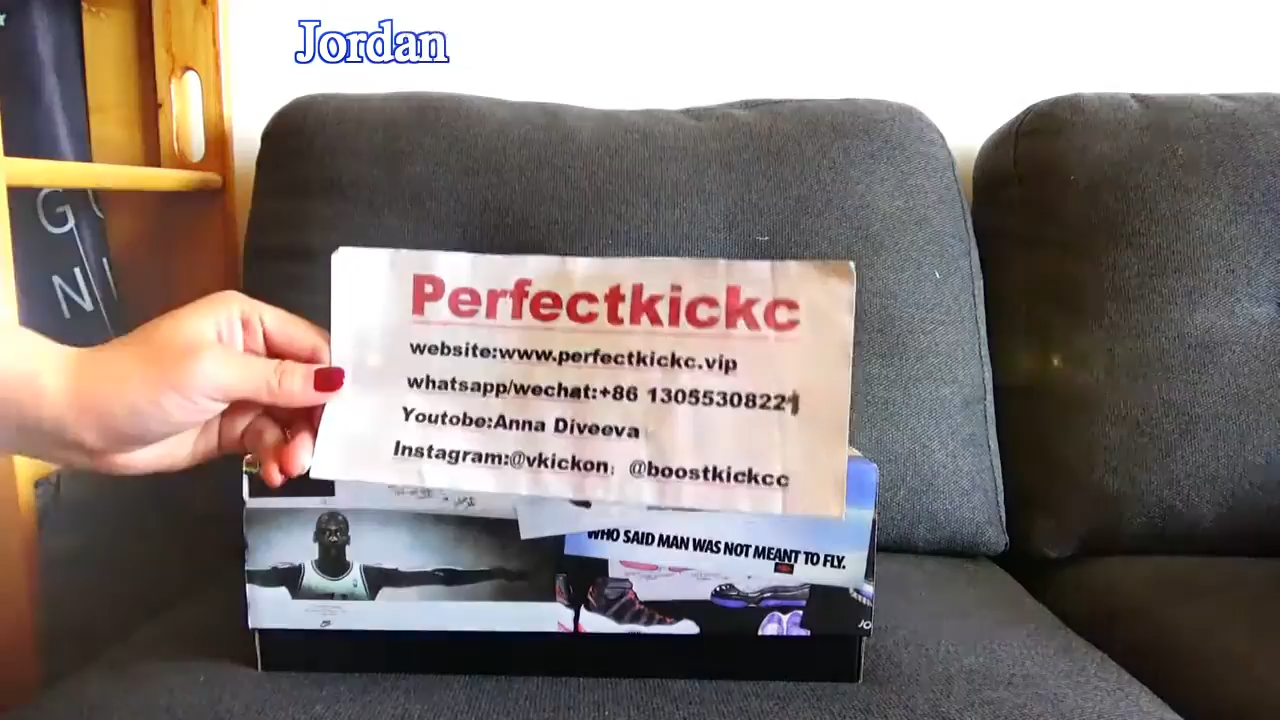 Jordan
G
N
Perfectkickc
website:www.perfectkickc.vip
whatsapp/wechat:+86 13055308221
Youtobe:Anna Diveeva
Instagram:@vkickon; @boostkickcc
WHO SAID MAN WAS NOT MEANT TO FLY.
JO